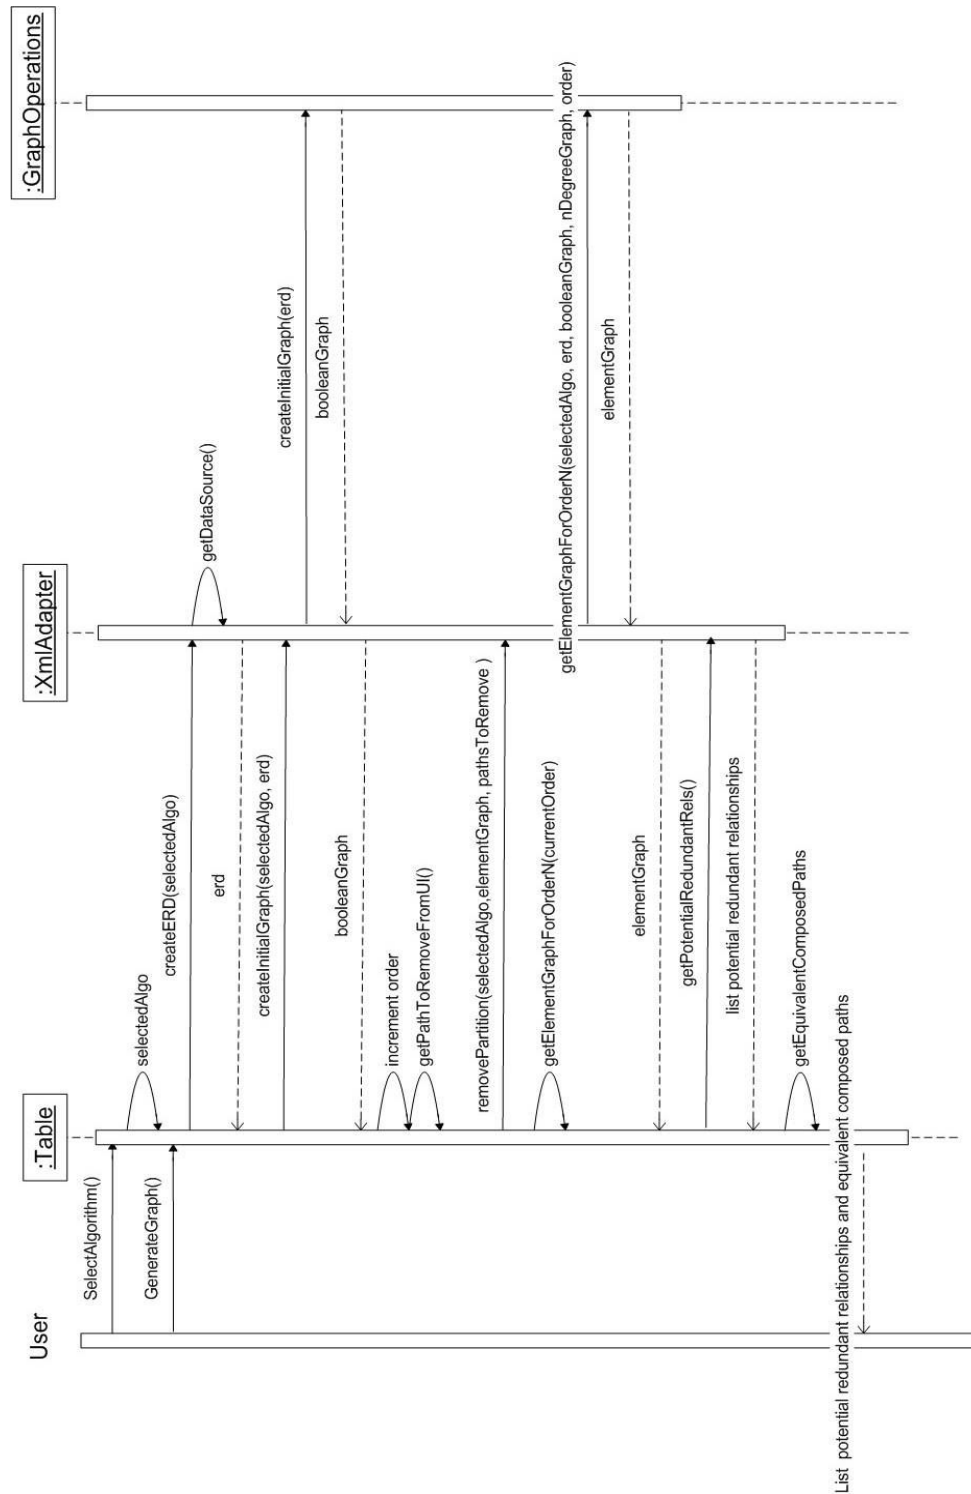 User
:Table
:XmlAdapter
:GraphOperations
SelectAlgorithm()
selectedAlgo
GenerateGraph()
createERD(selectedAlgo)
getDataSource()
erd
createInitialGraph(selectedAlgo, erd)
createInitialGraph(erd)
booleanGraph
booleanGraph
increment order
getPathToRemoveFromUI()
removePartition(selectedAlgo,elementGraph, pathsToRemove )
getElementGraphForOrderN(currentOrder)
getElementGraphForOrderN(selectedAlgo, erd, booleanGraph, nDegreeGraph, order)
elementGraph
elementGraph
getPotentialRedundantRels()
list potential redundant relationships
getEquivalentComposedPaths
List potential redundant relationships and equivalent composed paths